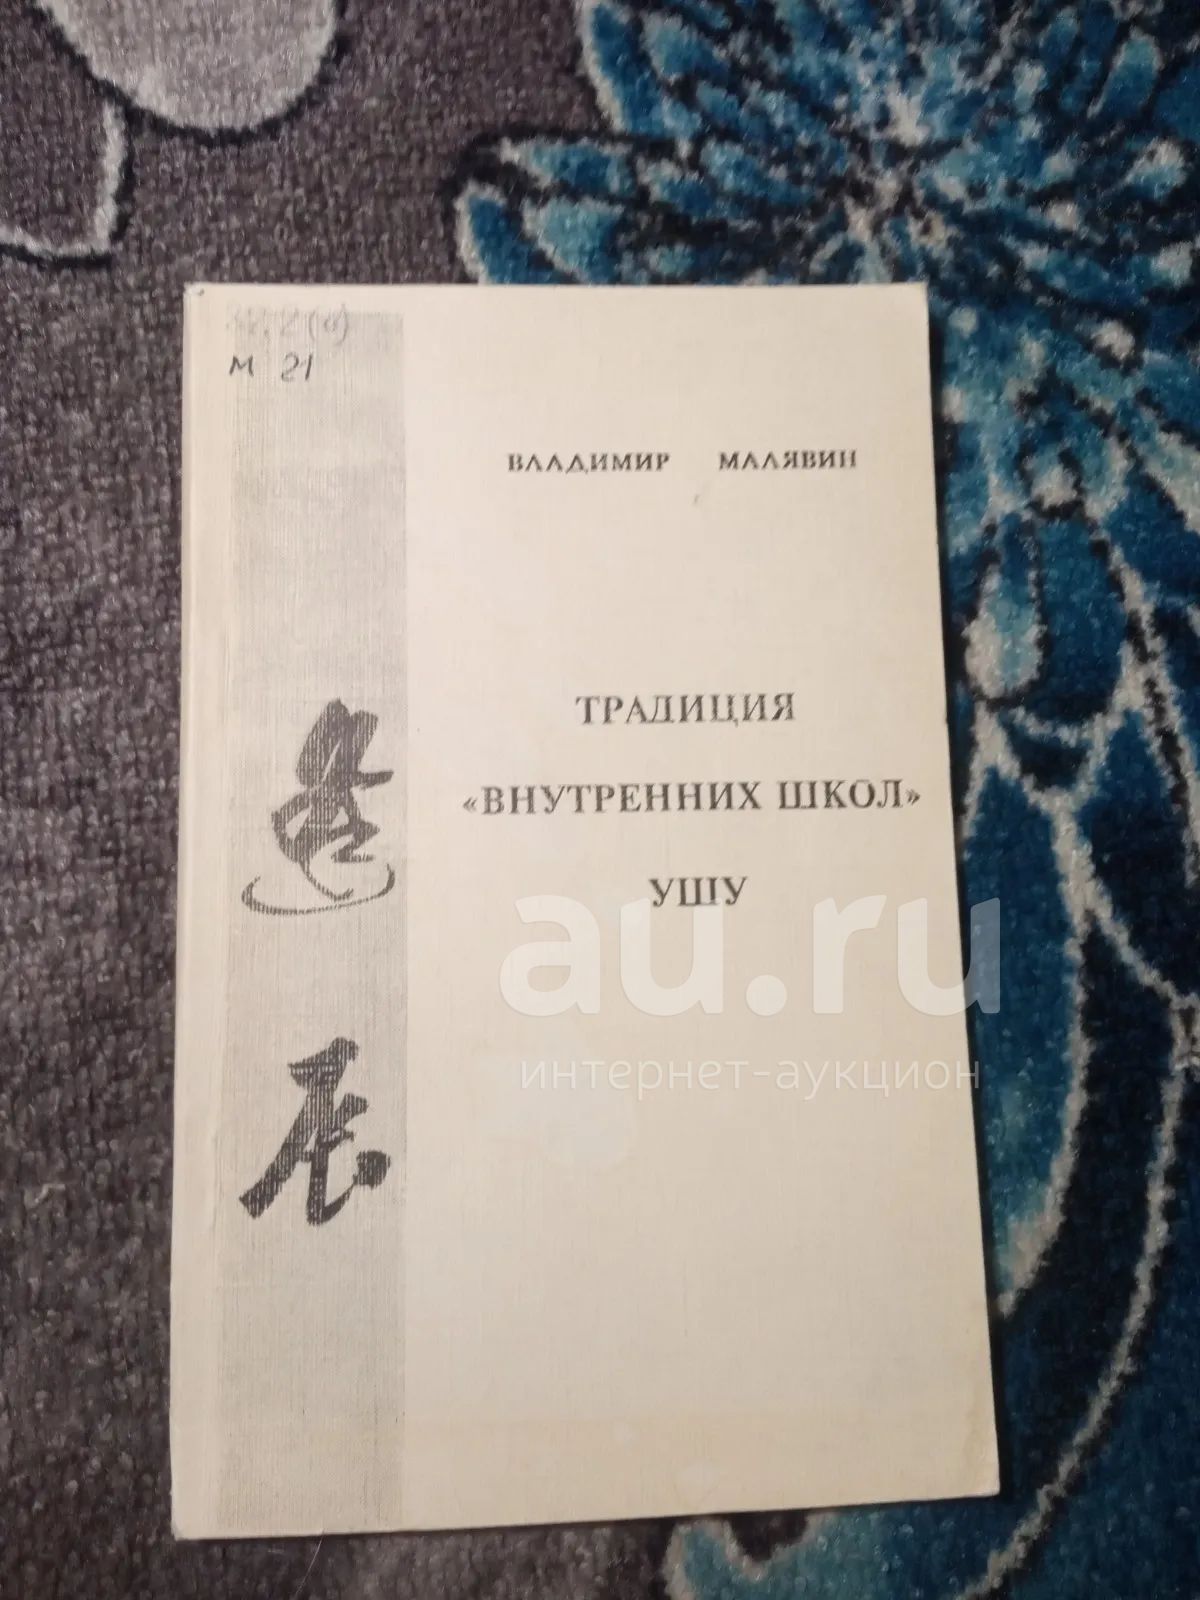 М 21
ВЛАДИМИР МАЛЯВИН
ТРАДИЦИЯ
«ВНУТРЕННИХ ШКОЛ»
УШУ
au.ru
интернет-аукцион